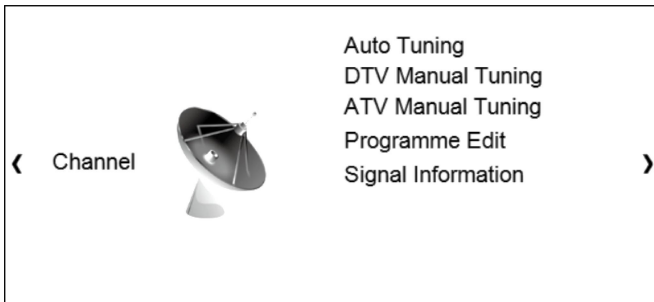 Channel
Auto Tuning
DTV Manual Tuning
ATV Manual Tuning
Programme Edit
Signal Information